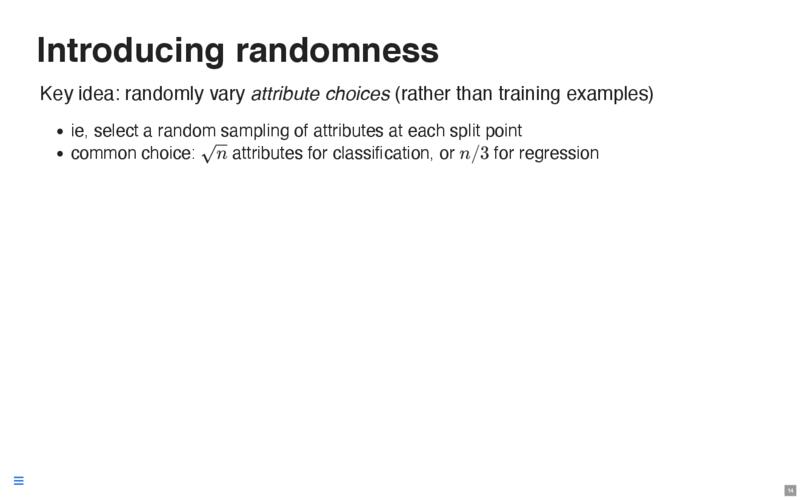 Introducing randomness
Key idea: randomly vary attribute choices (rather than training examples)
• ie, select a random sampling of attributes at each split point
• common choice: √n attributes for classification, or n/3 for regression
14